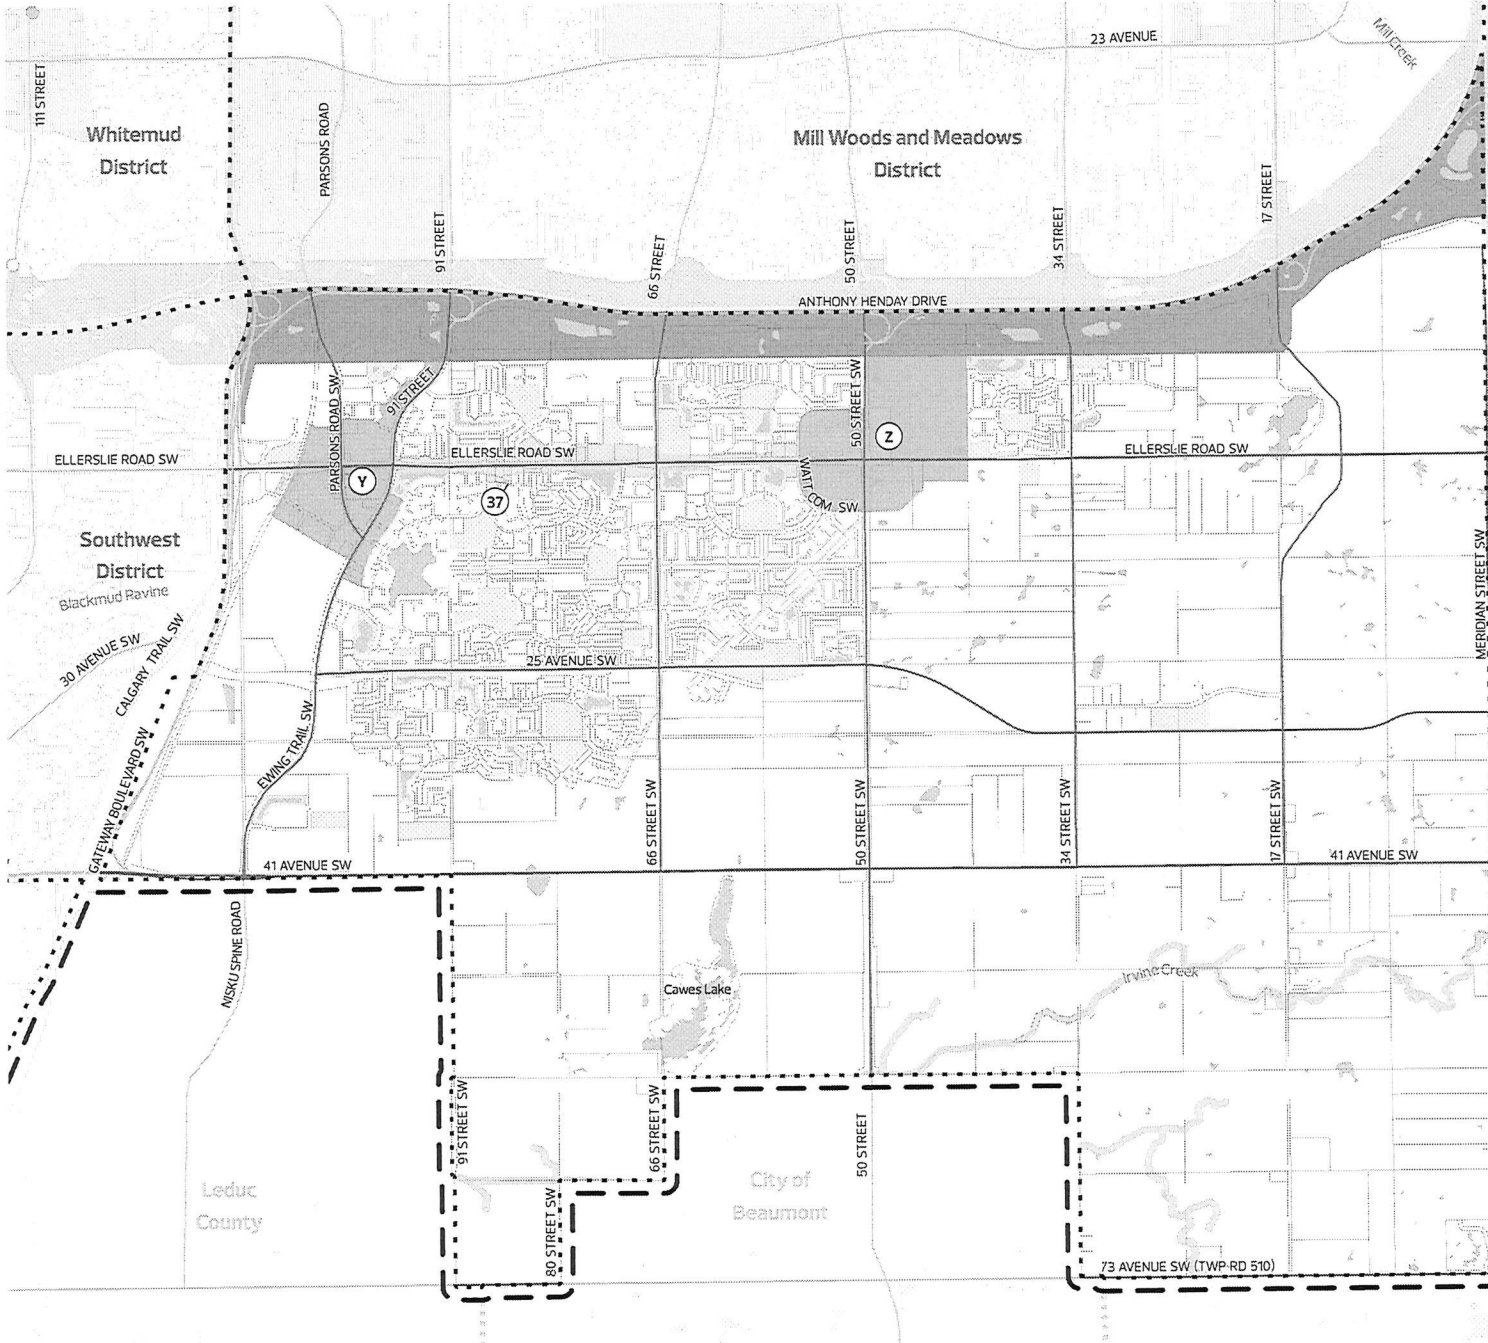 23 AVENUE
Mill Creek
111 STREET
Whitemud
District
PARSONS ROAD
Mill Woods and Meadows
District
91 STREET
66 STREET
50 STREET
34 STREET
17 STREET
ANTHONY HENDAY DRIVE
PARSONS ROAD SW
91 STREET
50 STREET SW
Z
ELLERSLIE ROAD SW
ELLERSLIE ROAD SW
ELLERSLIE ROAD SW
Y
37
WATT COM. SW
Southwest
District
Blackmud Ravine
MERIDIAN STREET SW
30 AVENUE SW
CALGARY TRAIL SW
25 AVENUE SW
GATEWAY BOULEVARD SW
EWING TRAIL SW
66 STREET SW
50 STREET SW
34 STREET SW
17 STREET SW
41 AVENUE SW
41 AVENUE SW
NISKU SPINE ROAD
Cawes Lake
Irvine Creek
91 STREET SW
66 STREET SW
50 STREET
Leduc
County
City of
Beaumont
80 STREET SW
73 AVENUE SW (TWP RD 510)